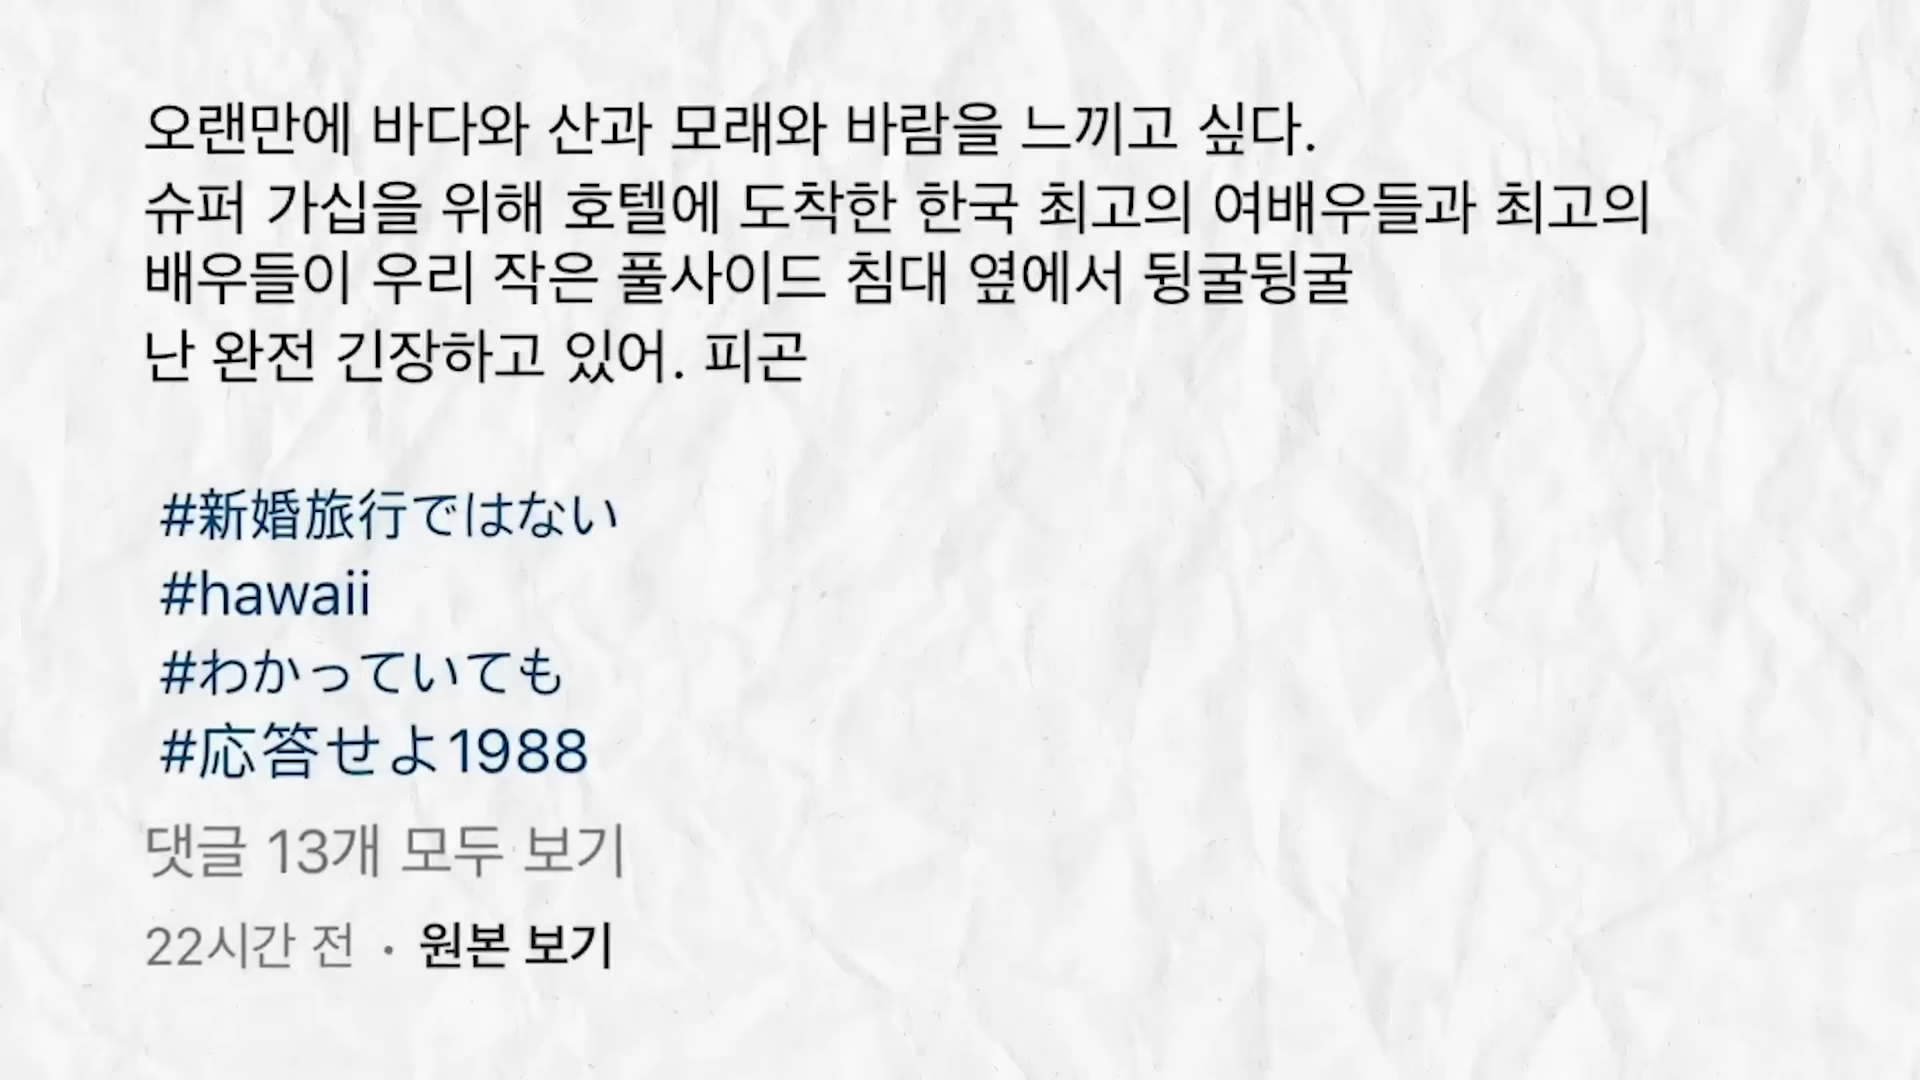 오랜만에 바다와 산과 모래와 바람을 느끼고 싶다.
슈퍼 가십을 위해 호텔에 도착한 한국 최고의 여배우들과 최고의
배우들이 우리 작은 풀사이드 침대 옆에서 뒹굴뒹굴
난 완전 긴장하고 있어. 피곤
#新婚旅行ではない
#hawaii
#わかっていても
#応答せよ1988
댓글 13개 모두 보기
22시간 전 · 원본 보기